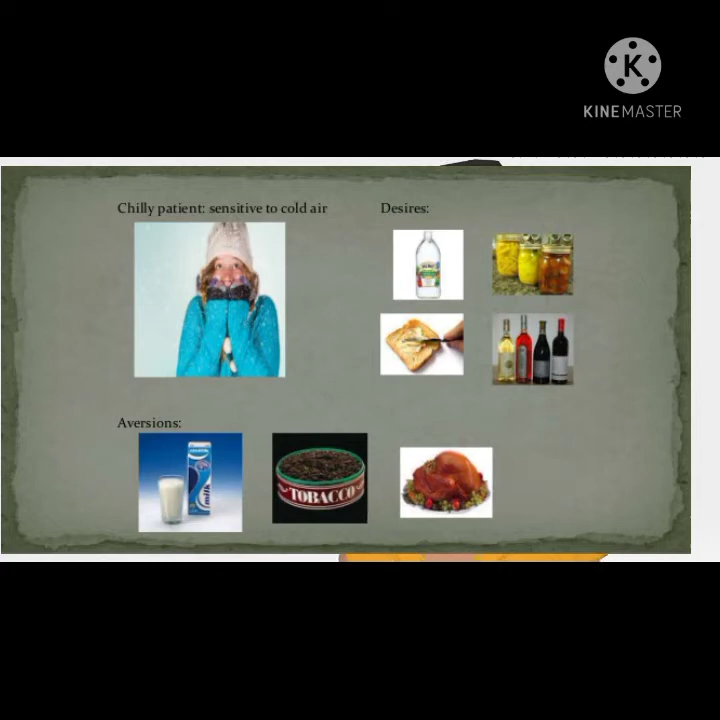 KINEMASTER
Chilly patient: sensitive to cold air
Desires:
Aversions:
milk
TOBACCO